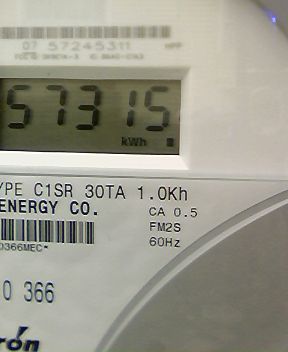 07 57245311
57315
kWh
YPE C1SR 30TA 1.0Kh
ENERGY CO.
CA 0.5
FM2S
60Hz
0366MEC*
0 366
rón